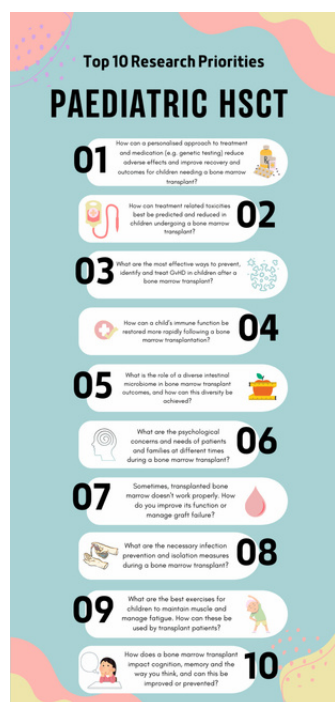 Top 10 Research Priorities
PAEDIATRIC HSCT
01
How can a personalised approach to treatment
and medication (e.g. genetic testing) reduce
adverse effects and improve recovery and
outcomes for children needing a bone marrow
transplant?
How can treatment related toxicities
best be predicted and reduced in
children undergoing a bone marrow
transplant?
02
03
What are the most effective ways to prevent,
identify and treat GvHD in children after a
bone marrow transplant?
How can a child's immune function be
restored more rapidly following a bone
marrow transplantation?
04
05
What is the role of a diverse intestinal
microbiome in bone marrow transplant
outcomes, and how can this diversity be
achieved?
What are the psychological
concerns and needs of patients
and families at different times
during a bone marrow transplant?
06
07
Sometimes, transplanted bone
marrow doesn't work properly. How
do you improve its function or
manage graft failure?
What are the necessary infection
prevention and isolation measures
during a bone marrow transplant?
08
09
What are the best exercises for
children to maintain muscle and
manage fatigue. How can these be
used by transplant patients?
How does a bone marrow transplant
impact cognition, memory and the
way you think, and can this be
improved or prevented?
10